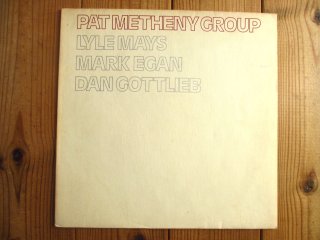 PAT METHENY GROUP
LYLE MAYS
MARK EGAN
DAN GOTTLIEB